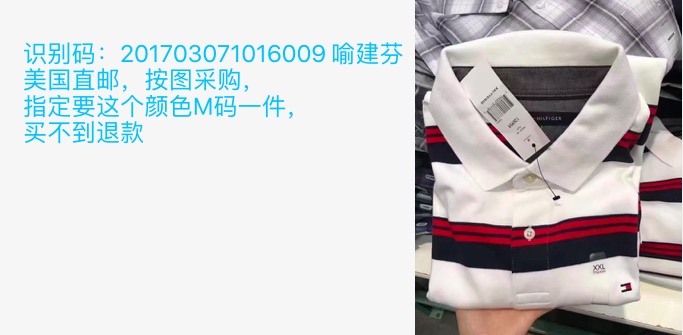 识别码：201703071016009 喻建芬
美国直邮，按图采购，
指定要这个颜色M码一件，
买不到退款
HILFIGER
XXL